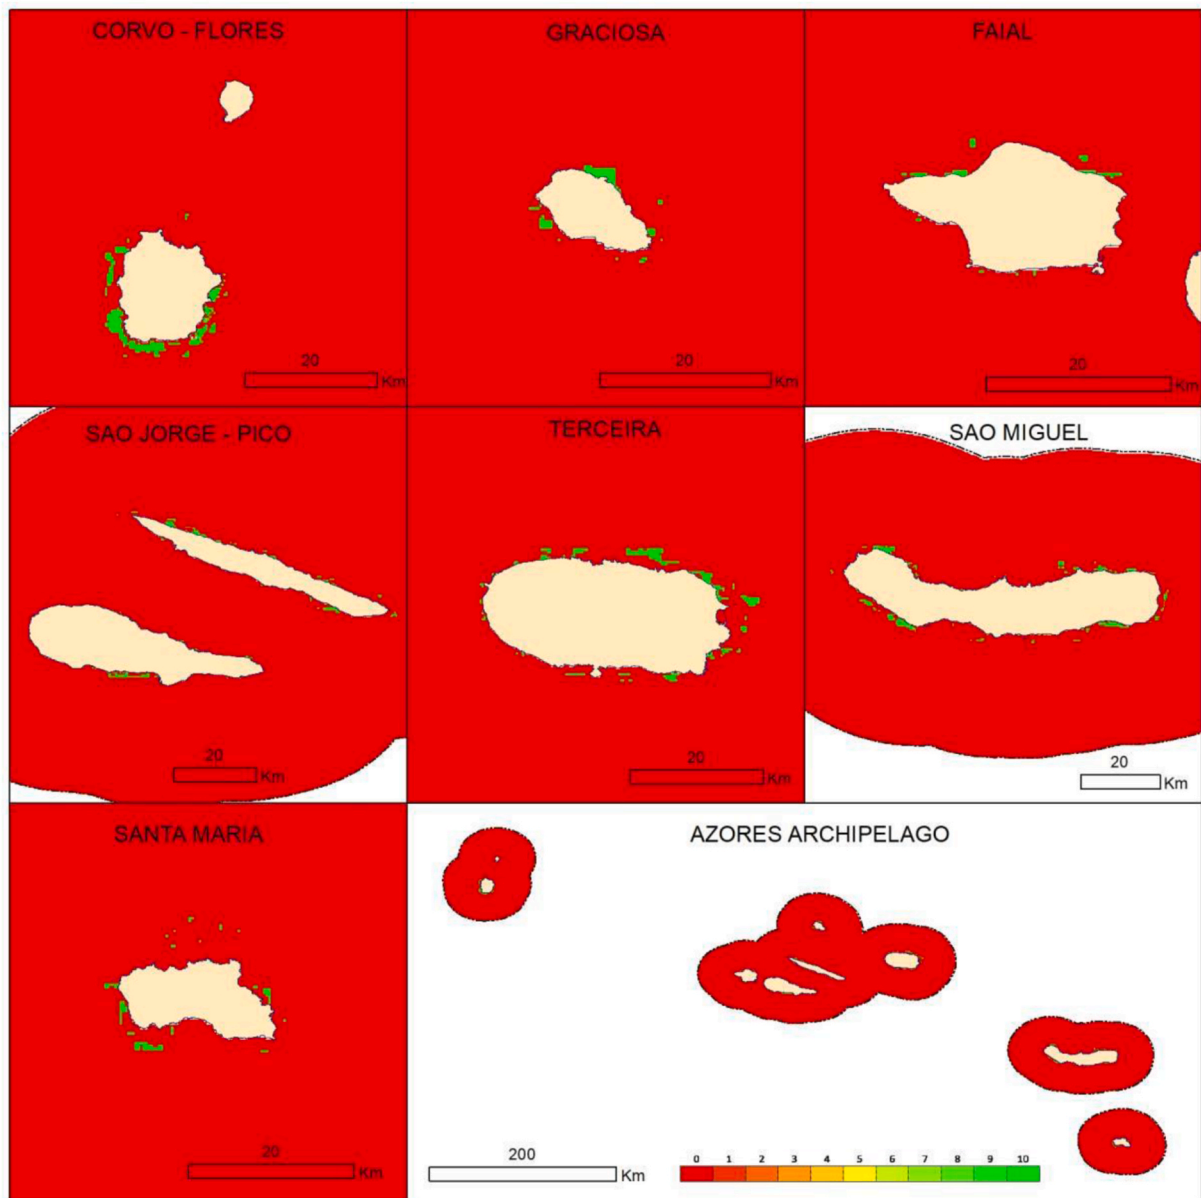 CORVO - FLORES
GRACIOSA
FAIAL
20
Km
20
Km
20
Km
SAO JORGE - PICO
TERCEIRA
SAO MIGUEL
20
Km
20
Km
20
Km
SANTA MARIA
AZORES ARCHIPELAGO
20
Km
200
Km
0 1 2 3 4 5 6 7 8 9 10